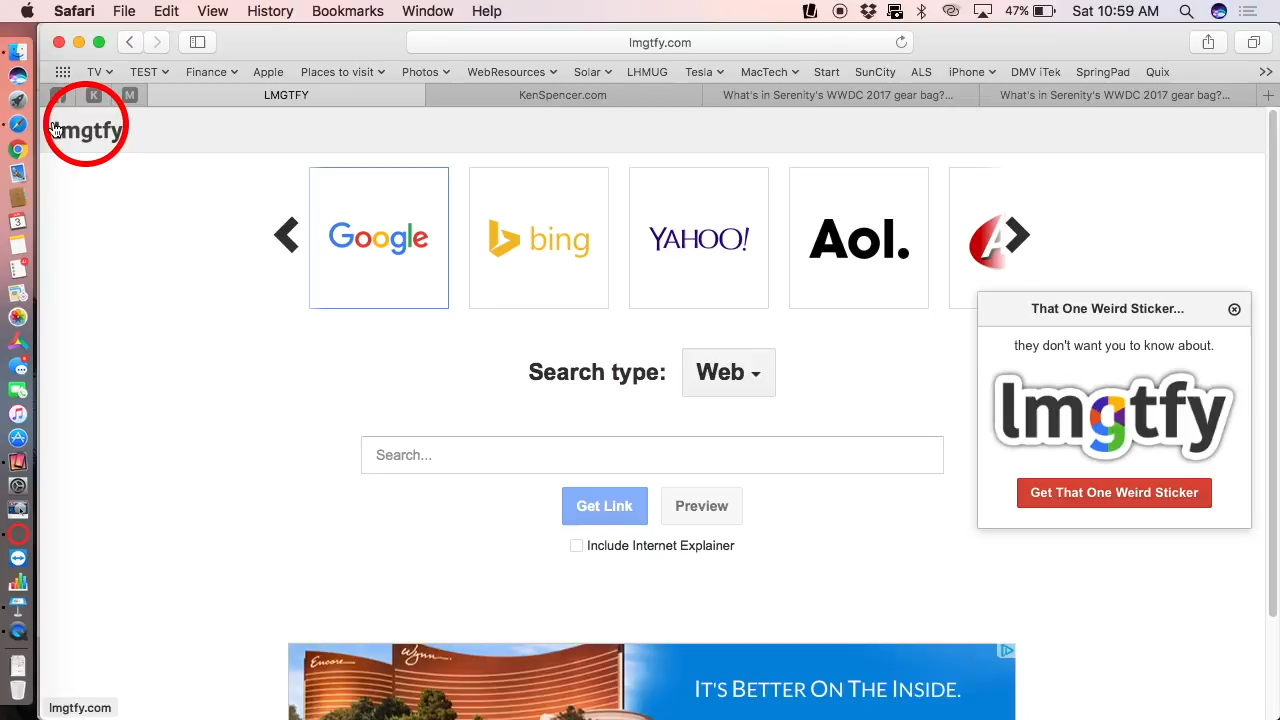 Safari File Edit View History Bookmarks Window Help 47% Sat 10:59 AM
lmgtfy.com
TV TEST Finance Apple Places to visit Photos WebResources Solar LHMUG Tesla MacTech Start SunCity ALS iPhone DMV iTek SpringPad Quix >>
K M LMGTFY KenSpencer.com What's in Serenity's WWDC 2017 gear bag?... What's in Serenity's WWDC 2017 gear bag?... +
lmgtfy
Google bing YAHOO! Aol. A
That One Weird Sticker...
they don't want you to know about.
lmgtfy
Get That One Weird Sticker
Search type: Web
Search...
Get Link Preview
Include Internet Explainer
Encore Wynn
IT'S BETTER ON THE INSIDE.
lmgtfy.com